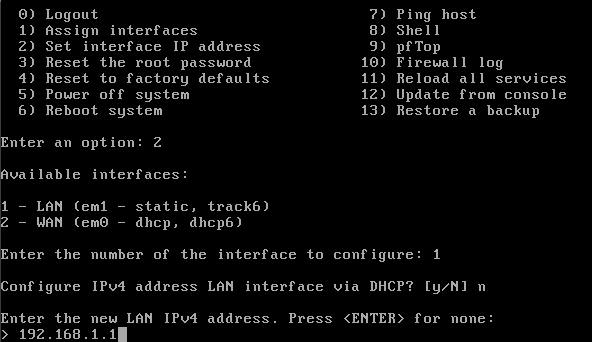 0) Logout 7) Ping host
1) Assign interfaces 8) Shell
2) Set interface IP address 9) pfTop
3) Reset the root password 10) Firewall log
4) Reset to factory defaults 11) Reload all services
5) Power off system 12) Update from console
6) Reboot system 13) Restore a backup
Enter an option: 2
Available interfaces:
1 - LAN (em1 - static, track6)
2 - WAN (em0 - dhcp, dhcp6)
Enter the number of the interface to configure: 1
Configure IPv4 address LAN interface via DHCP? [y/N] n
Enter the new LAN IPv4 address. Press <ENTER> for none:
> 192.168.1.1